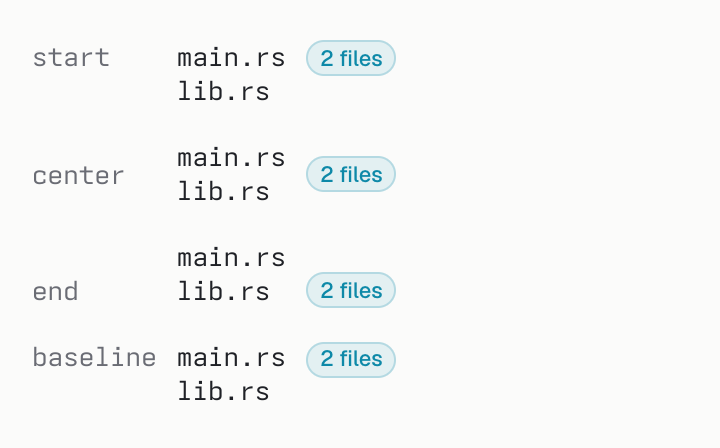 start main.rs 2 files
lib.rs
main.rs
center 2 files
lib.rs
main.rs
end lib.rs 2 files
baseline main.rs 2 files
lib.rs